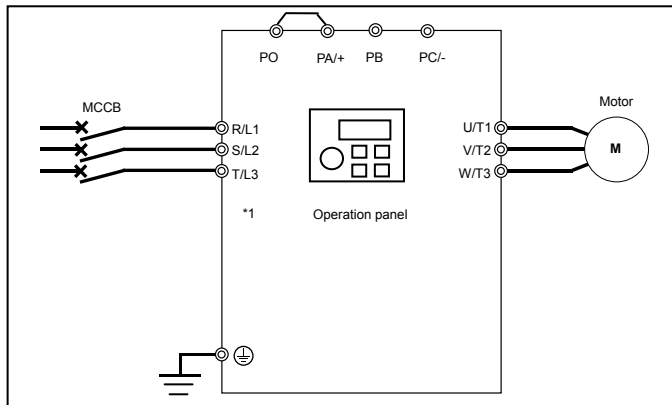 PO PA/+ PB PC/-
MCCB
Motor
R/L1
U/T1
S/L2
V/T2
M
T/L3
W/T3
*1
Operation panel